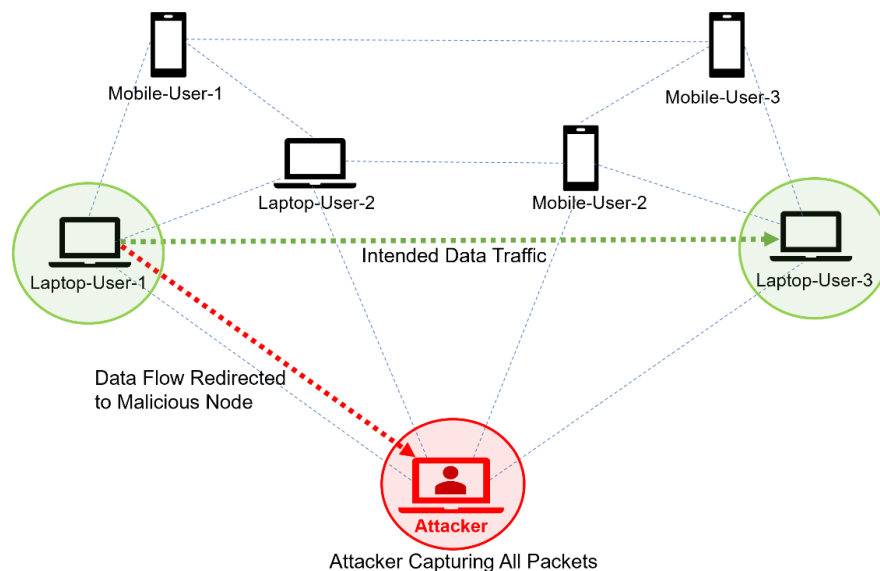 Mobile-User-1
Mobile-User-3
Laptop-User-2
Mobile-User-2
Intended Data Traffic
Laptop-User-1
Laptop-User-3
Data Flow Redirected
to Malicious Node
Attacker
Attacker Capturing All Packets